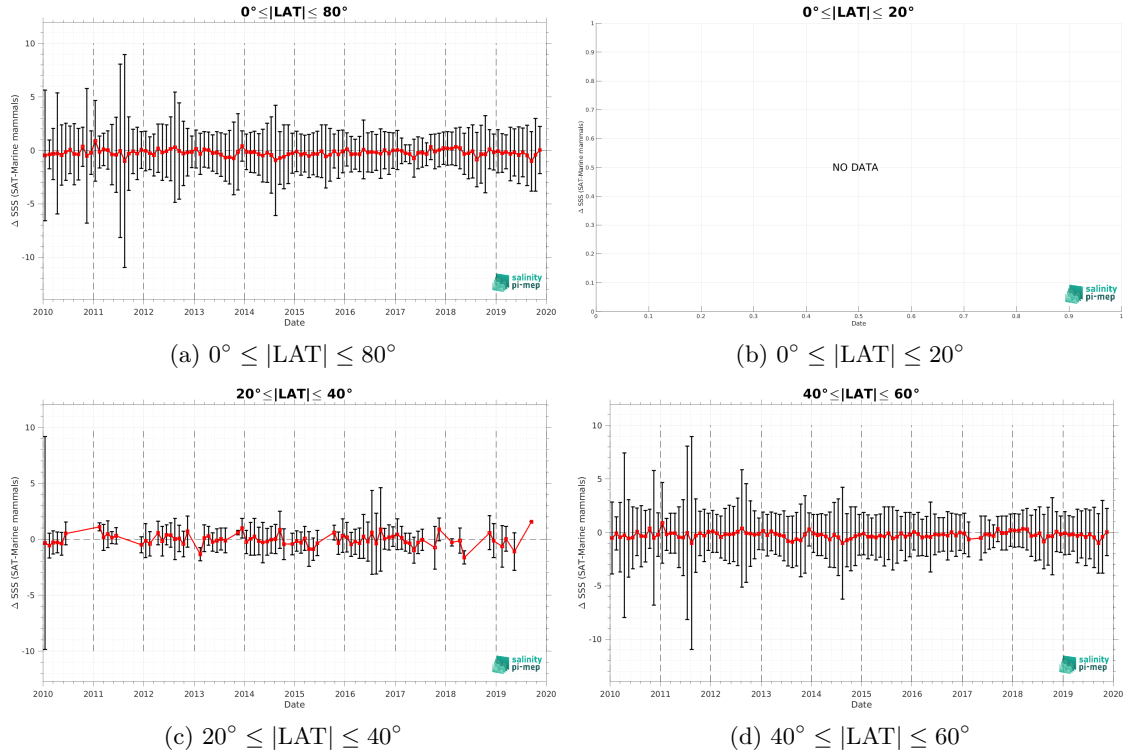 0°≤|LAT|≤ 80°
10
5
0
-5
-10
Δ SSS (SAT-Marine mammals)
salinity
pi-mep
2010 2011 2012 2013 2014 2015 2016 2017 2018 2019 2020
Date
(a) 0° ≤ |LAT| ≤ 80°
0°≤|LAT|≤ 20°
1
0.9
0.8
0.7
0.6
0.5
0.4
0.3
0.2
0.1
0
Δ SSS (SAT-Marine mammals)
NO DATA
salinity
pi-mep
0 0.1 0.2 0.3 0.4 0.5 0.6 0.7 0.8 0.9 1
Date
(b) 0° ≤ |LAT| ≤ 20°
20°≤|LAT|≤ 40°
10
5
0
-5
-10
Δ SSS (SAT-Marine mammals)
salinity
pi-mep
2010 2011 2012 2013 2014 2015 2016 2017 2018 2019 2020
Date
(c) 20° ≤ |LAT| ≤ 40°
40°≤|LAT|≤ 60°
10
5
0
-5
-10
Δ SSS (SAT-Marine mammals)
salinity
pi-mep
2010 2011 2012 2013 2014 2015 2016 2017 2018 2019 2020
Date
(d) 40° ≤ |LAT| ≤ 60°